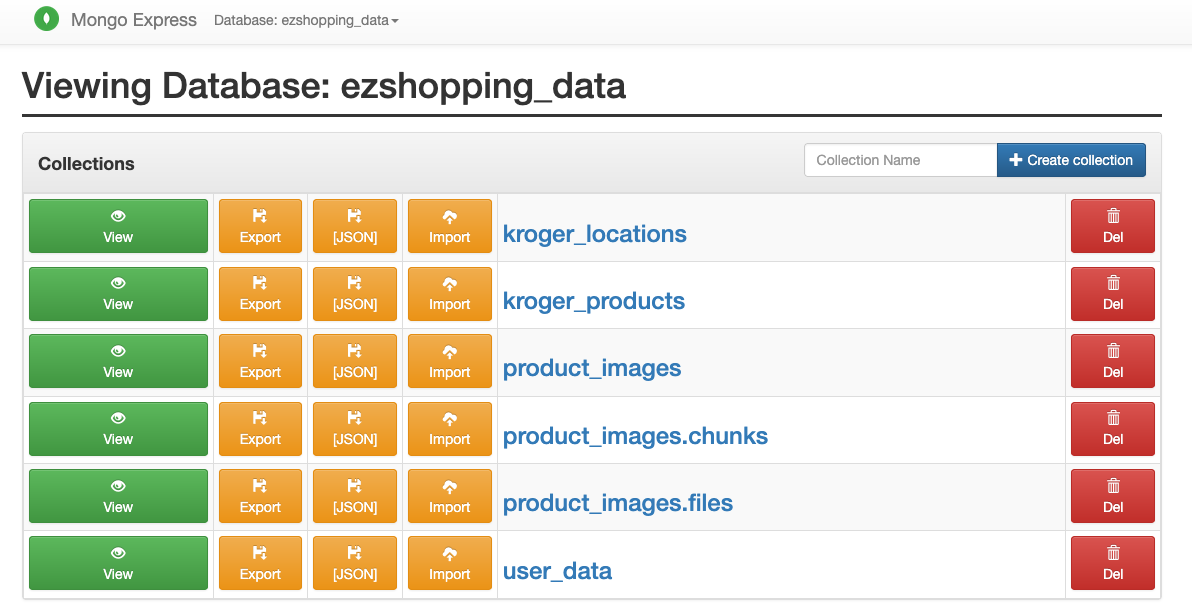 Mongo Express Database: ezshopping_data
Viewing Database: ezshopping_data
Collections Collection Name Create collection
View Export [JSON] Import kroger_locations Del
View Export [JSON] Import kroger_products Del
View Export [JSON] Import product_images Del
View Export [JSON] Import product_images.chunks Del
View Export [JSON] Import product_images.files Del
View Export [JSON] Import user_data Del